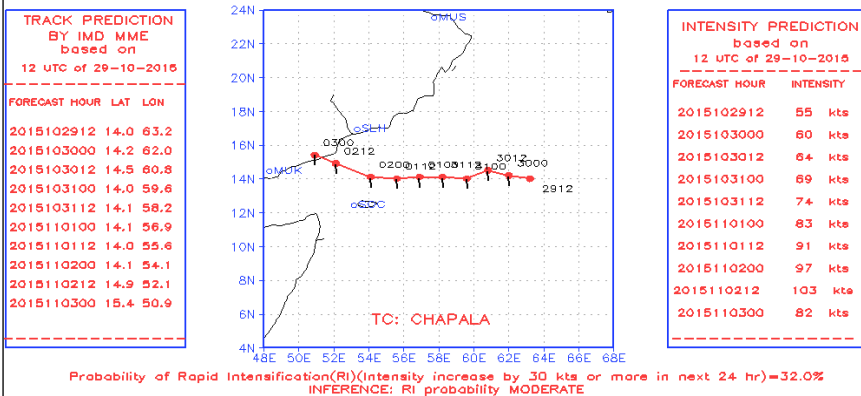 TRACK PREDICTION
BY IMD MME
based on
12 UTC of 29-10-2015
FORECAST HOUR LAT LON
2015102912 14.0 63.2
2015103000 14.2 62.0
2015103012 14.5 60.8
2015103100 14.0 59.6
2015103112 14.1 58.2
2015110100 14.1 56.9
2015110112 14.0 55.6
2015110200 14.1 54.1
2015110212 14.9 52.1
2015110300 15.4 50.9
24N
22N
20N
18N
16N
14N
12N
10N
8N
6N
4N
48E 50E 52E 54E 56E 58E 60E 62E 64E 66E 68E
MUS
SLH
MUK
0300
0212
0200
0112
0100
3112
3100
3012
3000
2912
TC: CHAPALA
INTENSITY PREDICTION
based on
12 UTC of 29-10-2015
FORECAST HOUR INTENSITY
2015102912 55 kts
2015103000 60 kts
2015103012 64 kts
2015103100 69 kts
2015103112 74 kts
2015110100 83 kts
2015110112 91 kts
2015110200 97 kts
2015110212 103 kts
2015110300 82 kts
Probability of Rapid Intensification(RI)(Intensity increase by 30 kts or more in next 24 hr)=32.0%
INFERENCE: RI probability MODERATE